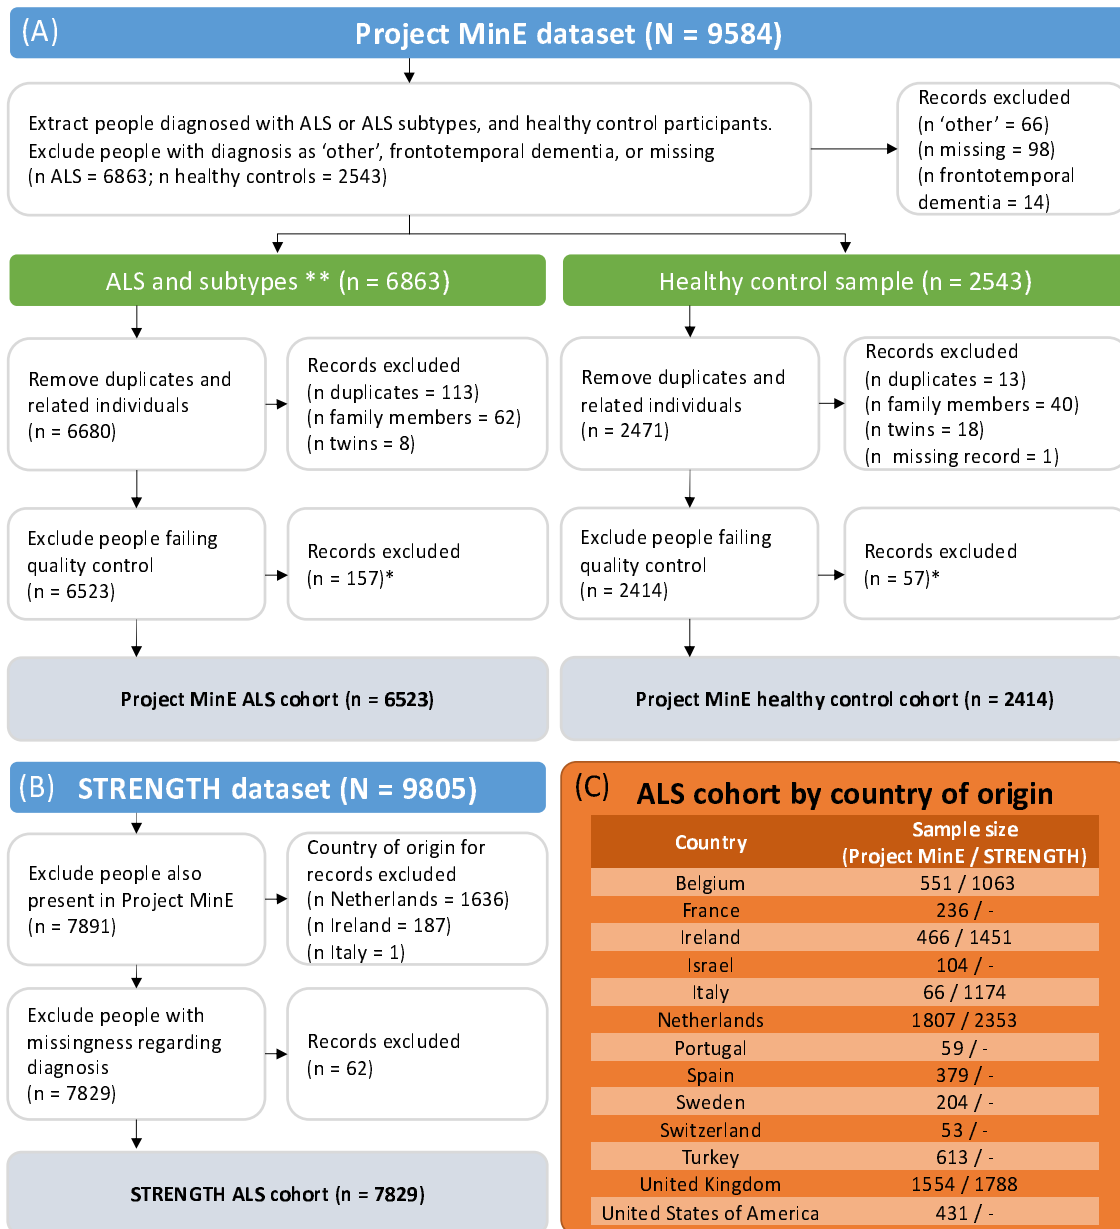 (A) Project MinE dataset (N = 9584)
Extract people diagnosed with ALS or ALS subtypes, and healthy control participants.
Exclude people with diagnosis as ‘other’, frontotemporal dementia, or missing
(n ALS = 6863; n healthy controls = 2543)
Records excluded
(n ‘other’ = 66)
(n missing = 98)
(n frontotemporal
dementia = 14)
ALS and subtypes ** (n = 6863)
Remove duplicates and
related individuals
(n = 6680)
Records excluded
(n duplicates = 113)
(n family members = 62)
(n twins = 8)
Exclude people failing
quality control
(n = 6523)
Records excluded
(n = 157)*
Project MinE ALS cohort (n = 6523)
Healthy control sample (n = 2543)
Remove duplicates and
related individuals
(n = 2471)
Records excluded
(n duplicates = 13)
(n family members = 40)
(n twins = 18)
(n missing record = 1)
Exclude people failing
quality control
(n = 2414)
Records excluded
(n = 57)*
Project MinE healthy control cohort (n = 2414)
(B) STRENGTH dataset (N = 9805)
Exclude people also
present in Project MinE
(n = 7891)
Country of origin for
records excluded
(n Netherlands = 1636)
(n Ireland = 187)
(n Italy = 1)
Exclude people with
missingness regarding
diagnosis
(n = 7829)
Records excluded
(n = 62)
STRENGTH ALS cohort (n = 7829)
(C) ALS cohort by country of origin
Country
Sample size
(Project MinE / STRENGTH)
Belgium 551 / 1063
France 236 / -
Ireland 466 / 1451
Israel 104 / -
Italy 66 / 1174
Netherlands 1807 / 2353
Portugal 59 / -
Spain 379 / -
Sweden 204 / -
Switzerland 53 / -
Turkey 613 / -
United Kingdom 1554 / 1788
United States of America 431 / -